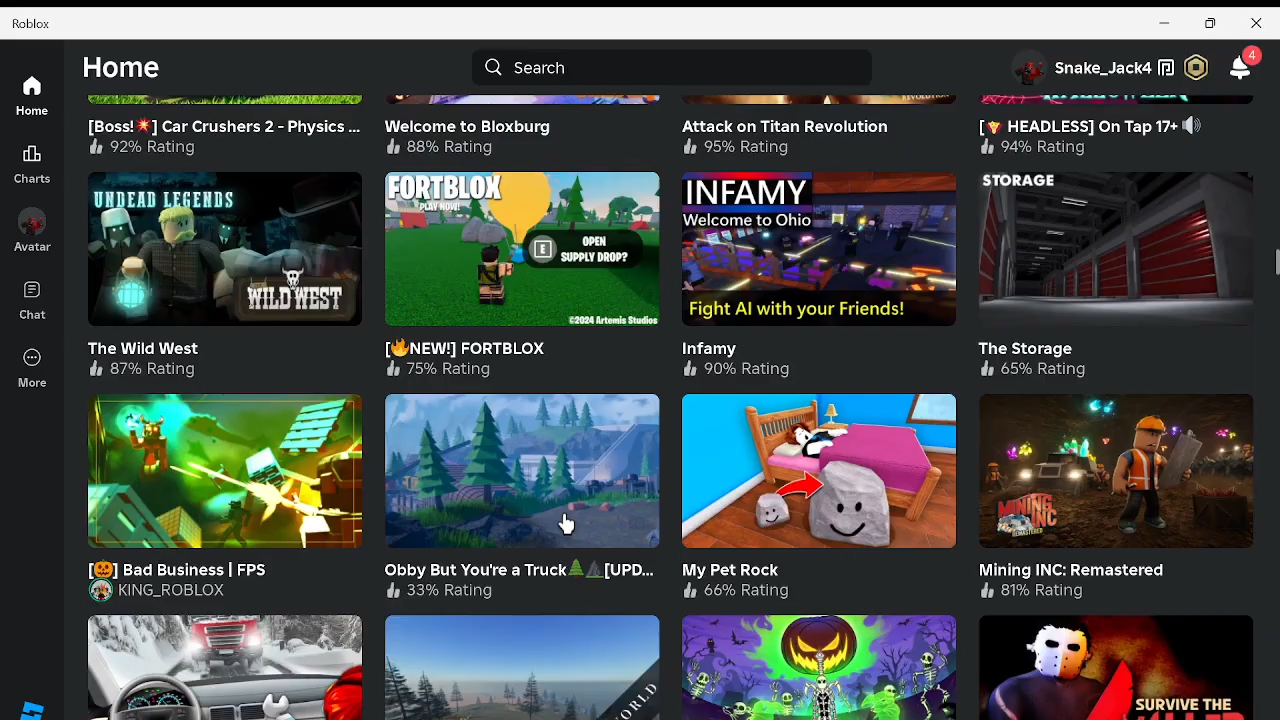 Roblox
Home
Search
Snake_Jack4
4
Home
Charts
Avatar
Chat
More
[Boss!💥] Car Crushers 2 - Physics ...
92% Rating
Welcome to Bloxburg
88% Rating
Attack on Titan Revolution
95% Rating
HEADLESS] On Tap 17+ 🔊
94% Rating
UNDEAD LEGENDS
WILD WEST
The Wild West
87% Rating
FORTBLOX
PLAY NOW!
E
OPEN
SUPPLY DROP?
©2024 Artemis Studios
[🔥NEW!] FORTBLOX
75% Rating
INFAMY
Welcome to Ohio
Fight AI with your Friends!
Infamy
90% Rating
STORAGE
The Storage
65% Rating
[🎃] Bad Business | FPS
KING_ROBLOX
Obby But You're a Truck🌲⛰[UPD...
33% Rating
My Pet Rock
66% Rating
MINING
INC
REMASTERED
Mining INC: Remastered
81% Rating
WORLD
SURVIVE THE